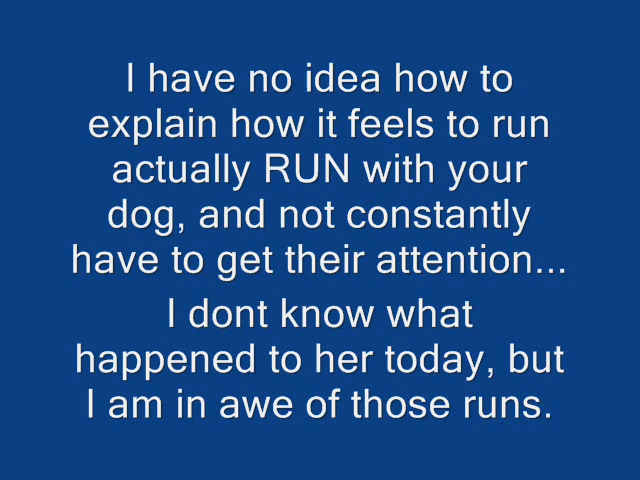 I have no idea how to
explain how it feels to run
actually RUN with your
dog, and not constantly
have to get their attention...
I dont know what
happened to her today, but
I am in awe of those runs.